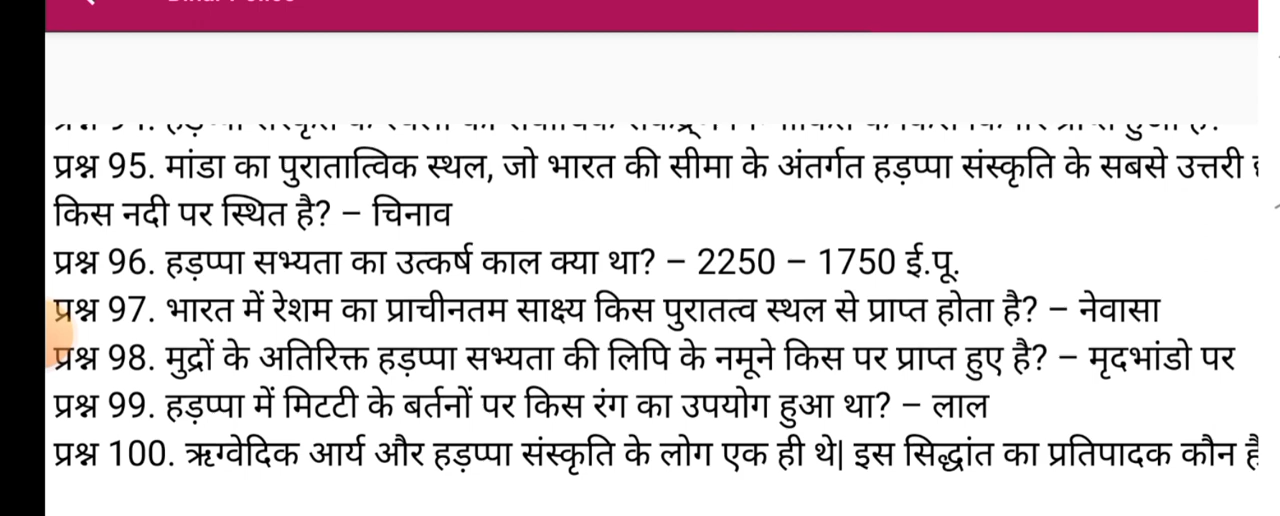 प्रश्न 95. मांडा का पुरातात्विक स्थल, जो भारत की सीमा के अंतर्गत हड़प्पा संस्कृति के सबसे उत्तरी
किस नदी पर स्थित है? – चिनाव
प्रश्न 96. हड़प्पा सभ्यता का उत्कर्ष काल क्या था? – 2250 – 1750 ई.पू.
प्रश्न 97. भारत में रेशम का प्राचीनतम साक्ष्य किस पुरातत्व स्थल से प्राप्त होता है? – नेवासा
प्रश्न 98. मुद्रों के अतिरिक्त हड़प्पा सभ्यता की लिपि के नमूने किस पर प्राप्त हुए है? – मृदभांडो पर
प्रश्न 99. हड़प्पा में मिटटी के बर्तनों पर किस रंग का उपयोग हुआ था? – लाल
प्रश्न 100. ऋग्वेदिक आर्य और हड़प्पा संस्कृति के लोग एक ही थे| इस सिद्धांत का प्रतिपादक कौन है